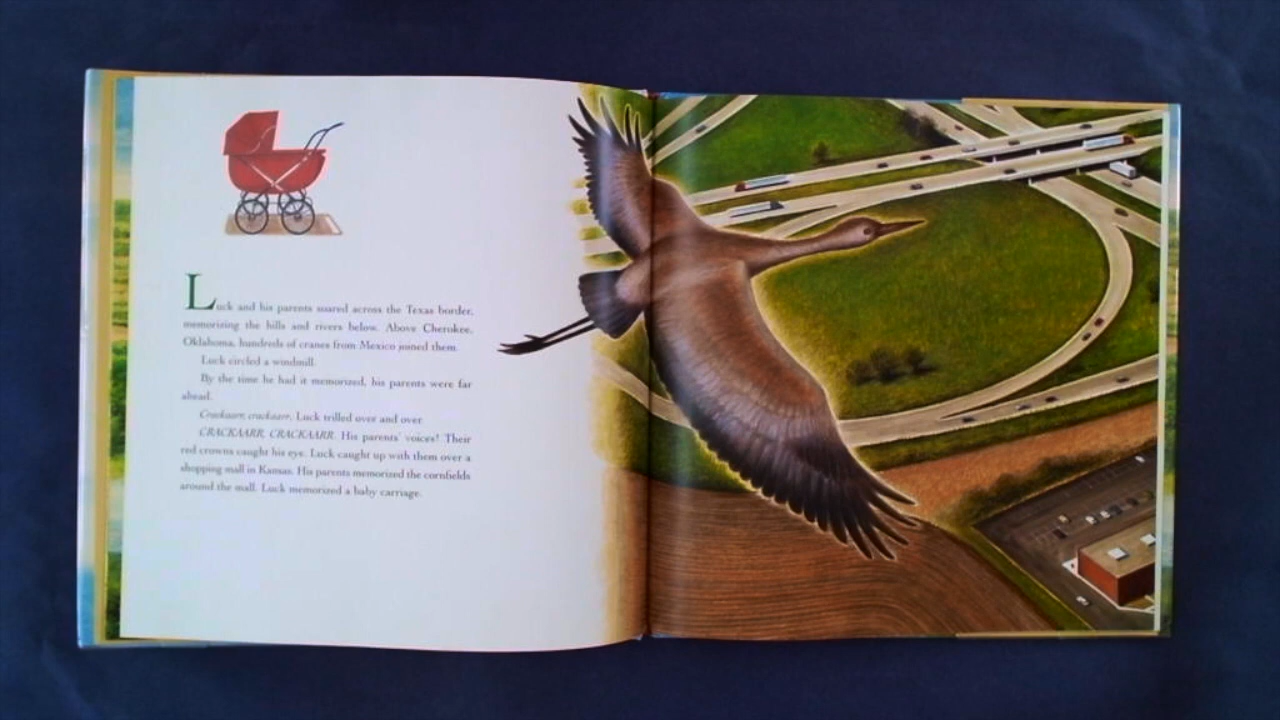 Luck and his parents soared across the Texas border,
memorizing the hills and rivers below. Above Cherokee,
Oklahoma, hundreds of cranes from Mexico joined them.
Luck circled a windmill.
By the time he had it memorized, his parents were far
ahead.
Crackaarr, crackaarr. Luck trilled over and over
CRACKAARR, CRACKAARR. His parents' voices! Their
red crowns caught his eye. Luck caught up with them over a
shopping mall in Kansas. His parents memorized the cornfields
around the mall. Luck memorized a baby carriage.